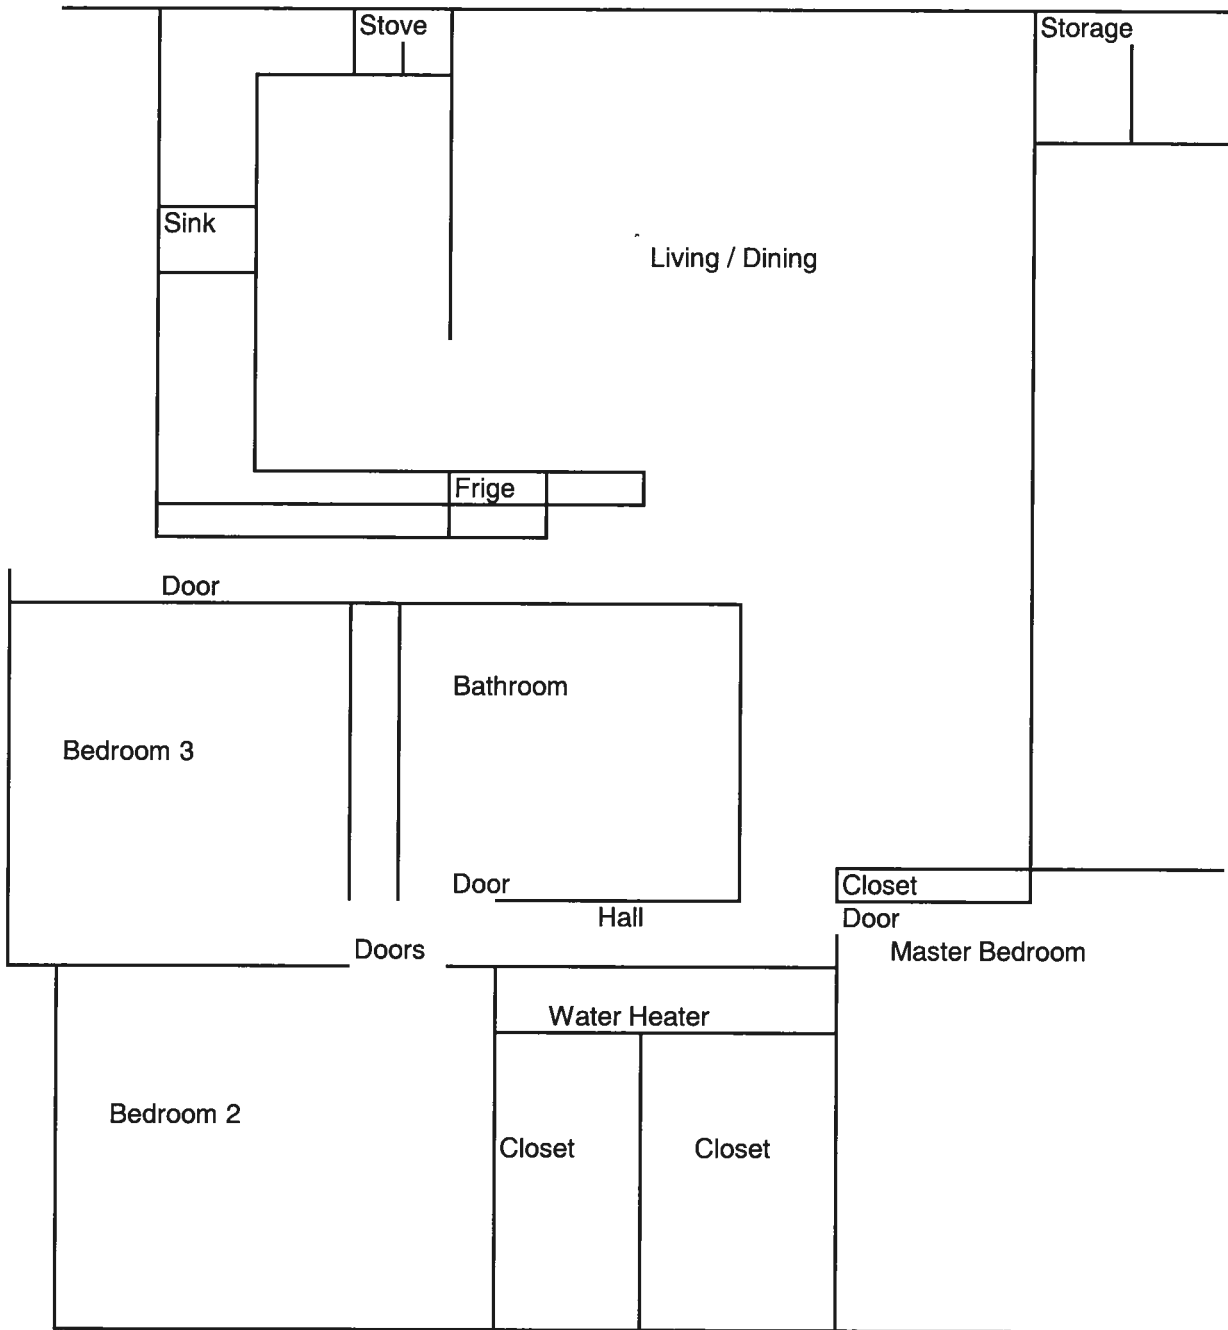 Stove
Storage
Sink
Living / Dining
Frige
Door
Bathroom
Bedroom 3
Door
Closet
Hall
Door
Doors
Master Bedroom
Water Heater
Bedroom 2
Closet
Closet